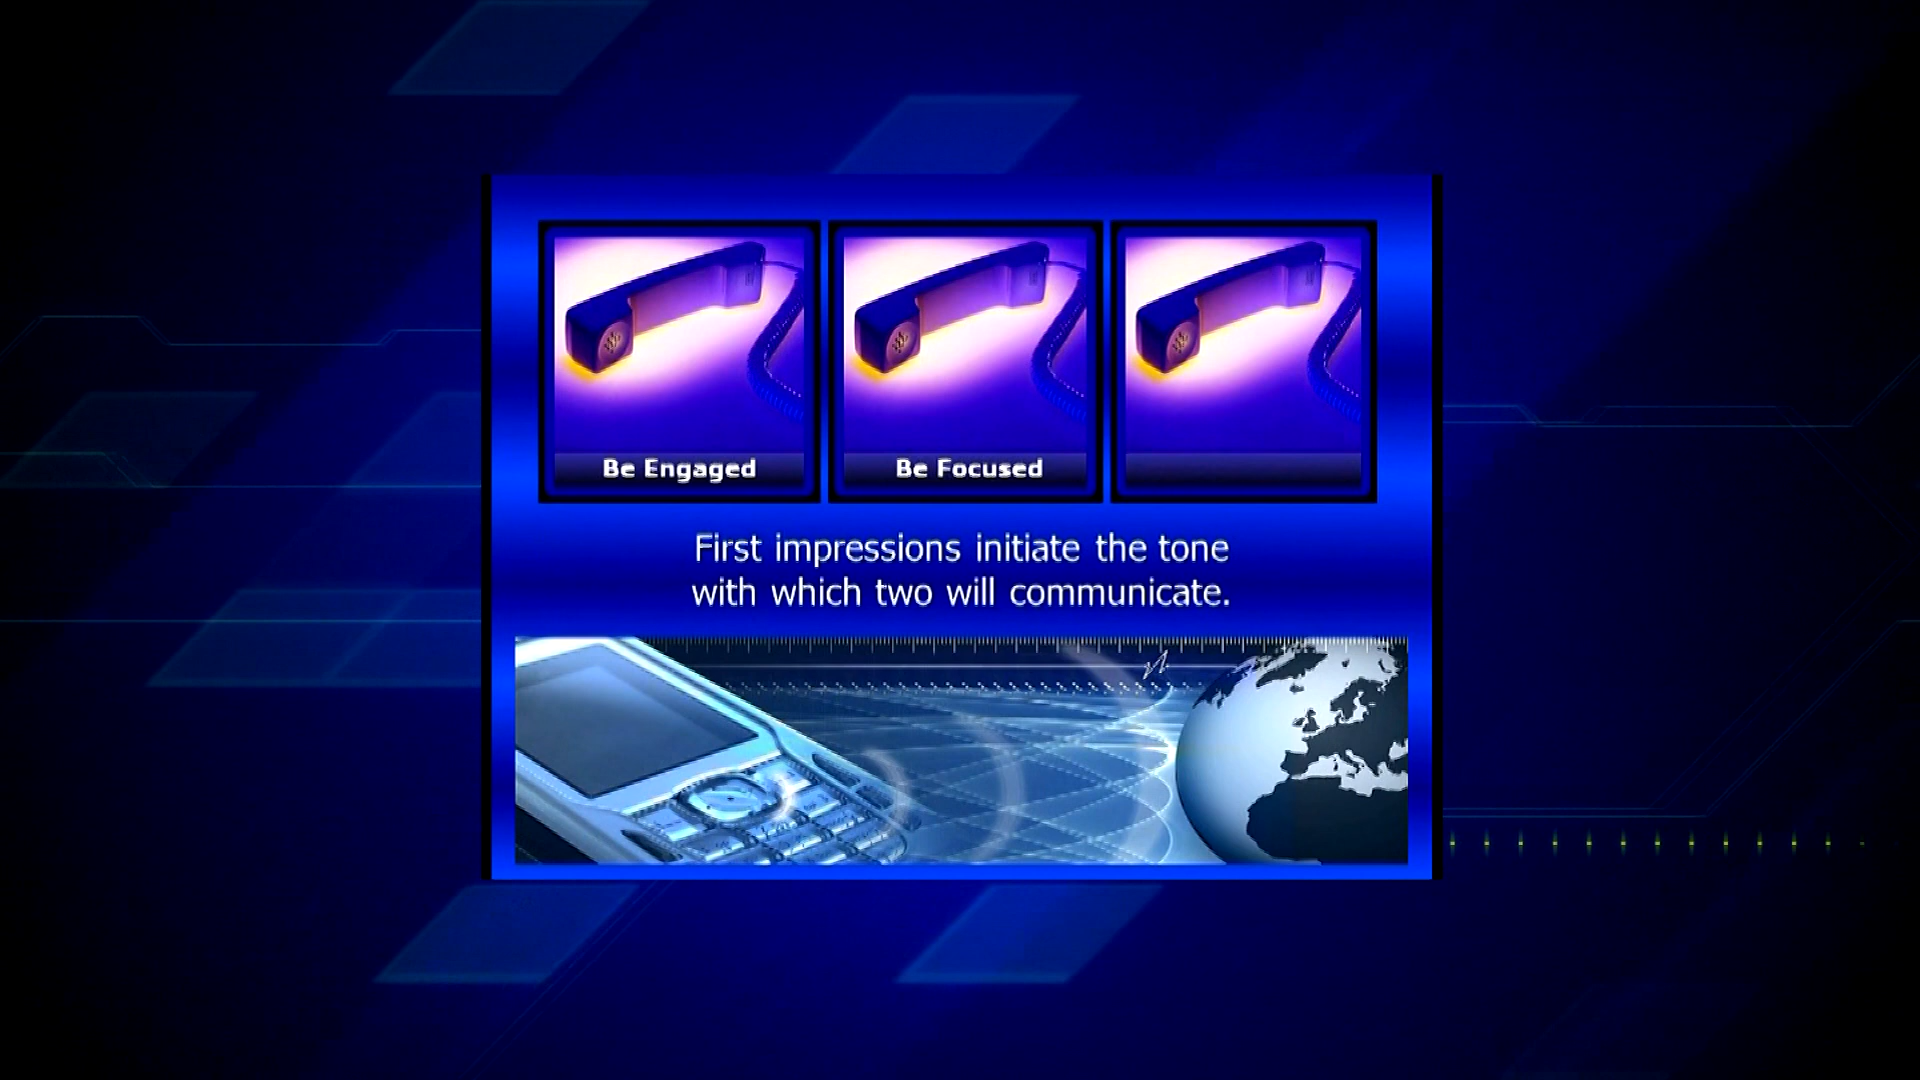 Be Engaged
Be Focused
First impressions initiate the tone
with which two will communicate.